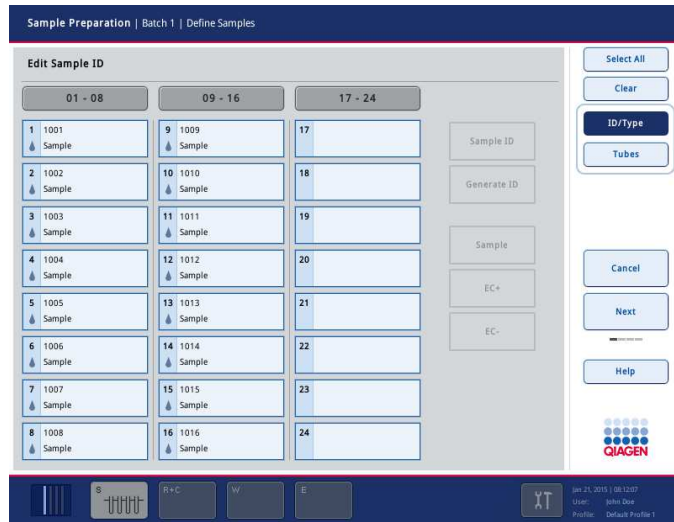 Sample Preparation | Batch 1 | Define Samples
Edit Sample ID
01 - 08 09 - 16 17 - 24
1 1001 9 1009 17
Sample Sample
2 1002 10 1010 18
Sample Sample
3 1003 11 1011 19
Sample Sample
4 1004 12 1012 20
Sample Sample
5 1005 13 1013 21
Sample Sample
6 1006 14 1014 22
Sample Sample
7 1007 15 1015 23
Sample Sample
8 1008 16 1016 24
Sample Sample
Sample ID
Generate ID
Sample
EC+
EC-
Select All
Clear
ID/Type
Tubes
Cancel
Next
Help
QIAGEN
S R+C W E
Jan 21, 2015 | 08:12:07
User: John Doe
Profile: Default Profile 1